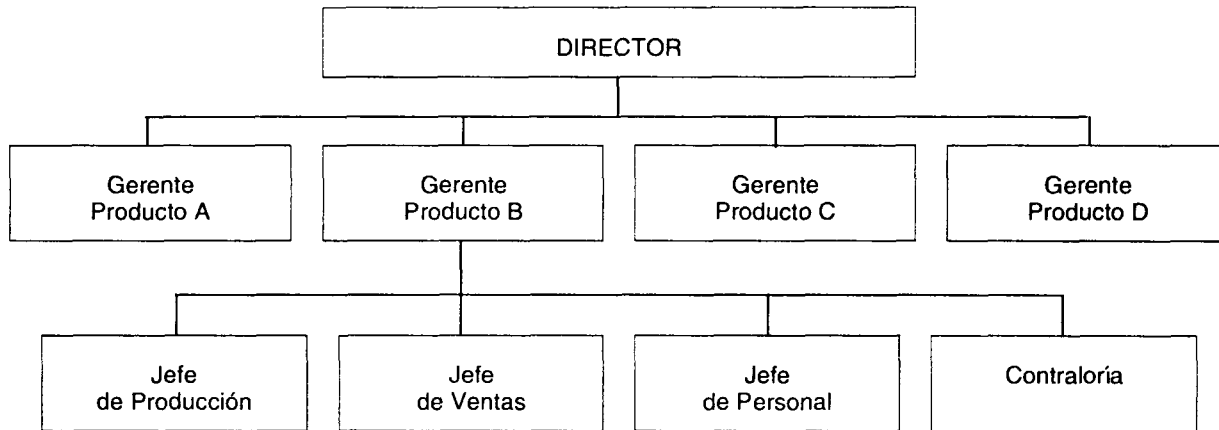 DIRECTOR
Gerente
Producto A
Gerente
Producto B
Gerente
Producto C
Gerente
Producto D
Jefe
de Producción
Jefe
de Ventas
Jefe
de Personal
Contraloría